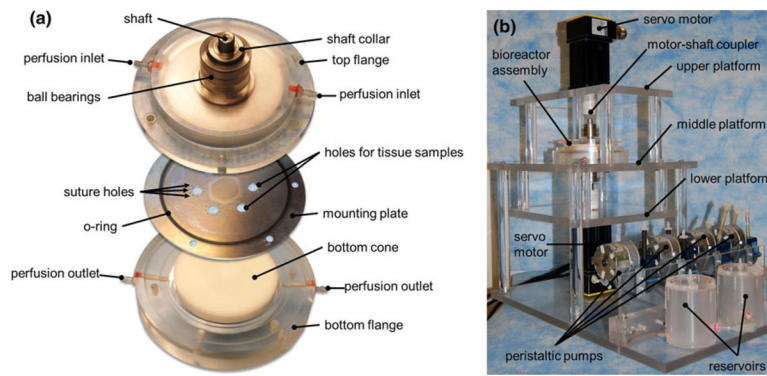 (a)
shaft
shaft collar
perfusion inlet
top flange
ball bearings
perfusion inlet
holes for tissue samples
suture holes
o-ring
mounting plate
bottom cone
perfusion outlet
perfusion outlet
bottom flange
(b)
servo motor
motor-shaft coupler
bioreactor
assembly
upper platform
middle platform
lower platform
servo
motor
peristaltic pumps
reservoirs